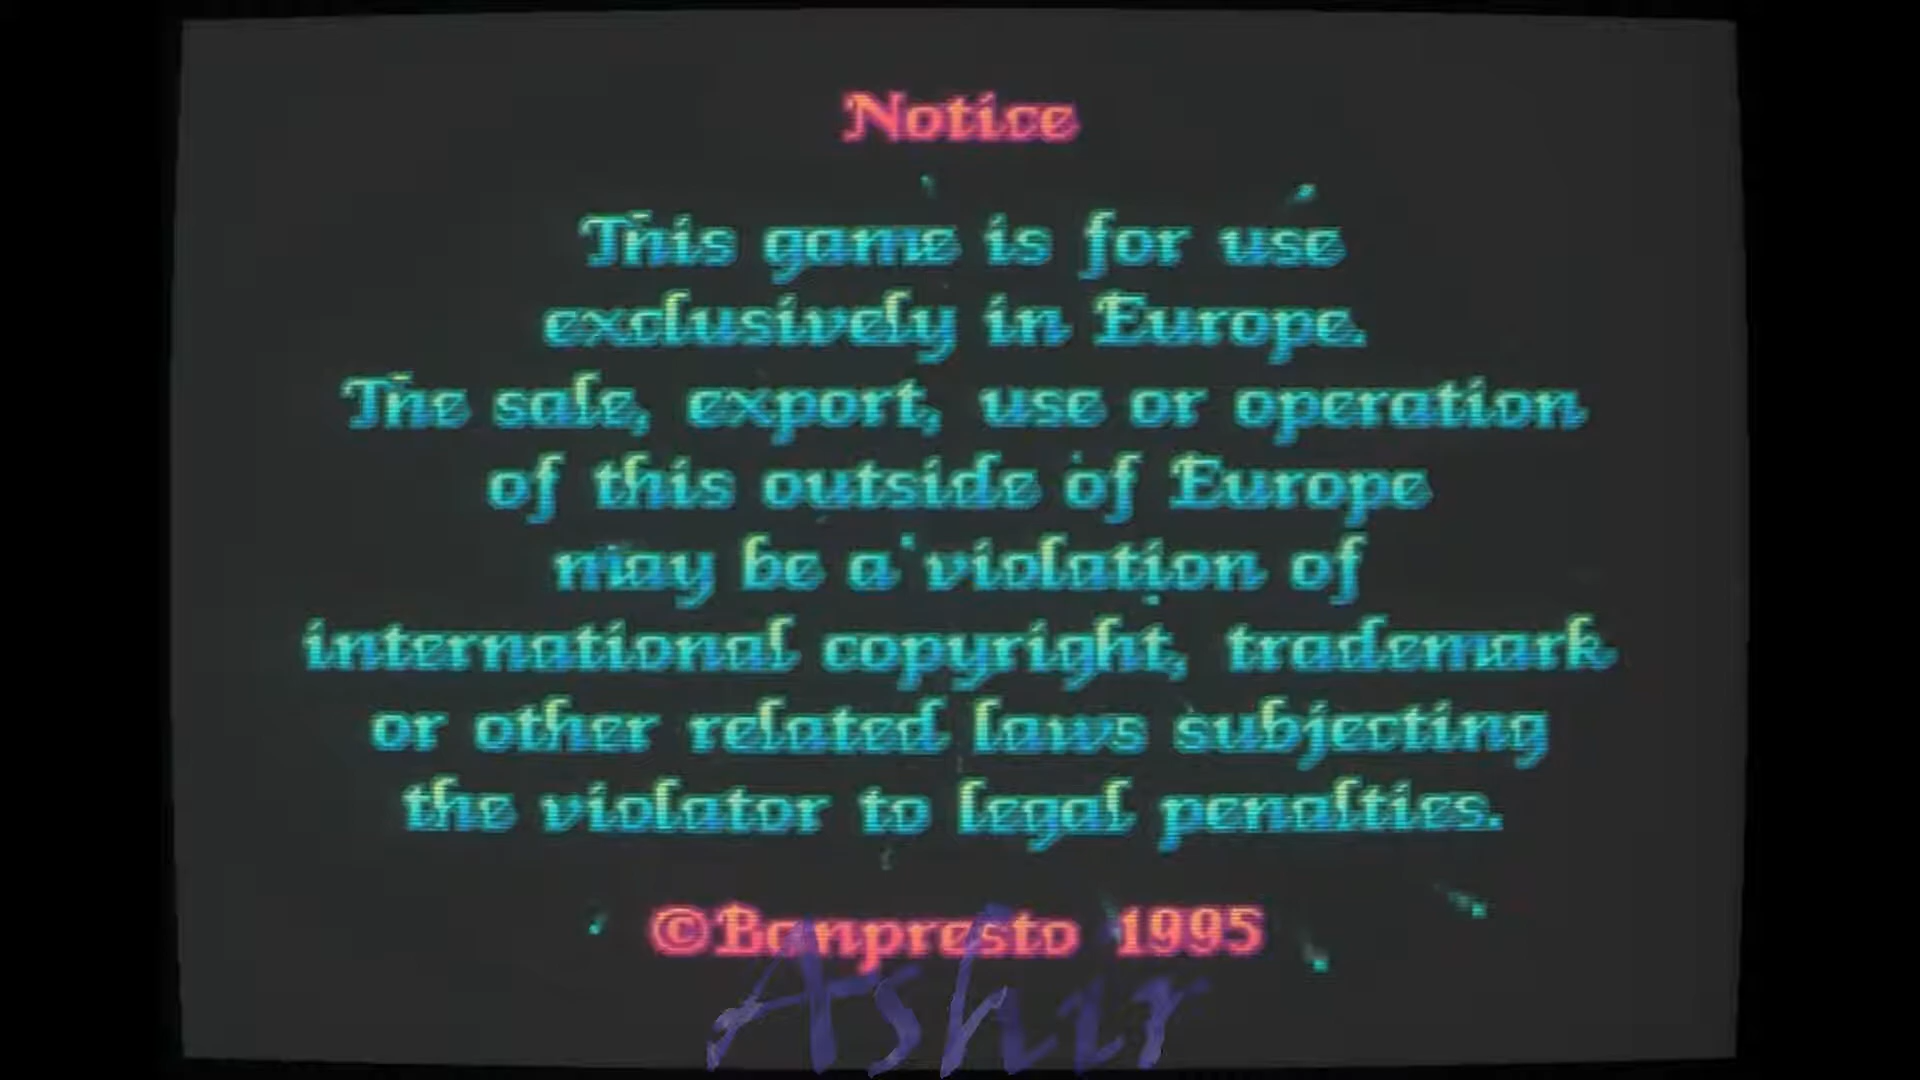 Notice
This game is for use
exclusively in Europe.
The sale, export, use or operation
of this outside of Europe
may be a violation of
international copyright, trademark
or other related laws subjecting
the violator to legal penalties.
©Banpresto 1995
Ashir